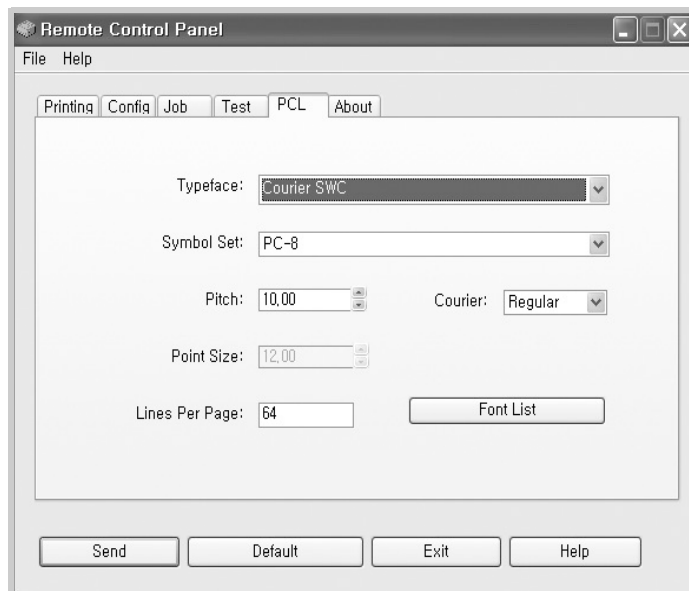 Remote Control Panel
File Help
Printing Config Job Test PCL About
Typeface: Courier SWC
Symbol Set: PC-8
Pitch: 10,00 Courier: Regular
Point Size: 12,00
Lines Per Page: 64 Font List
Send Default Exit Help